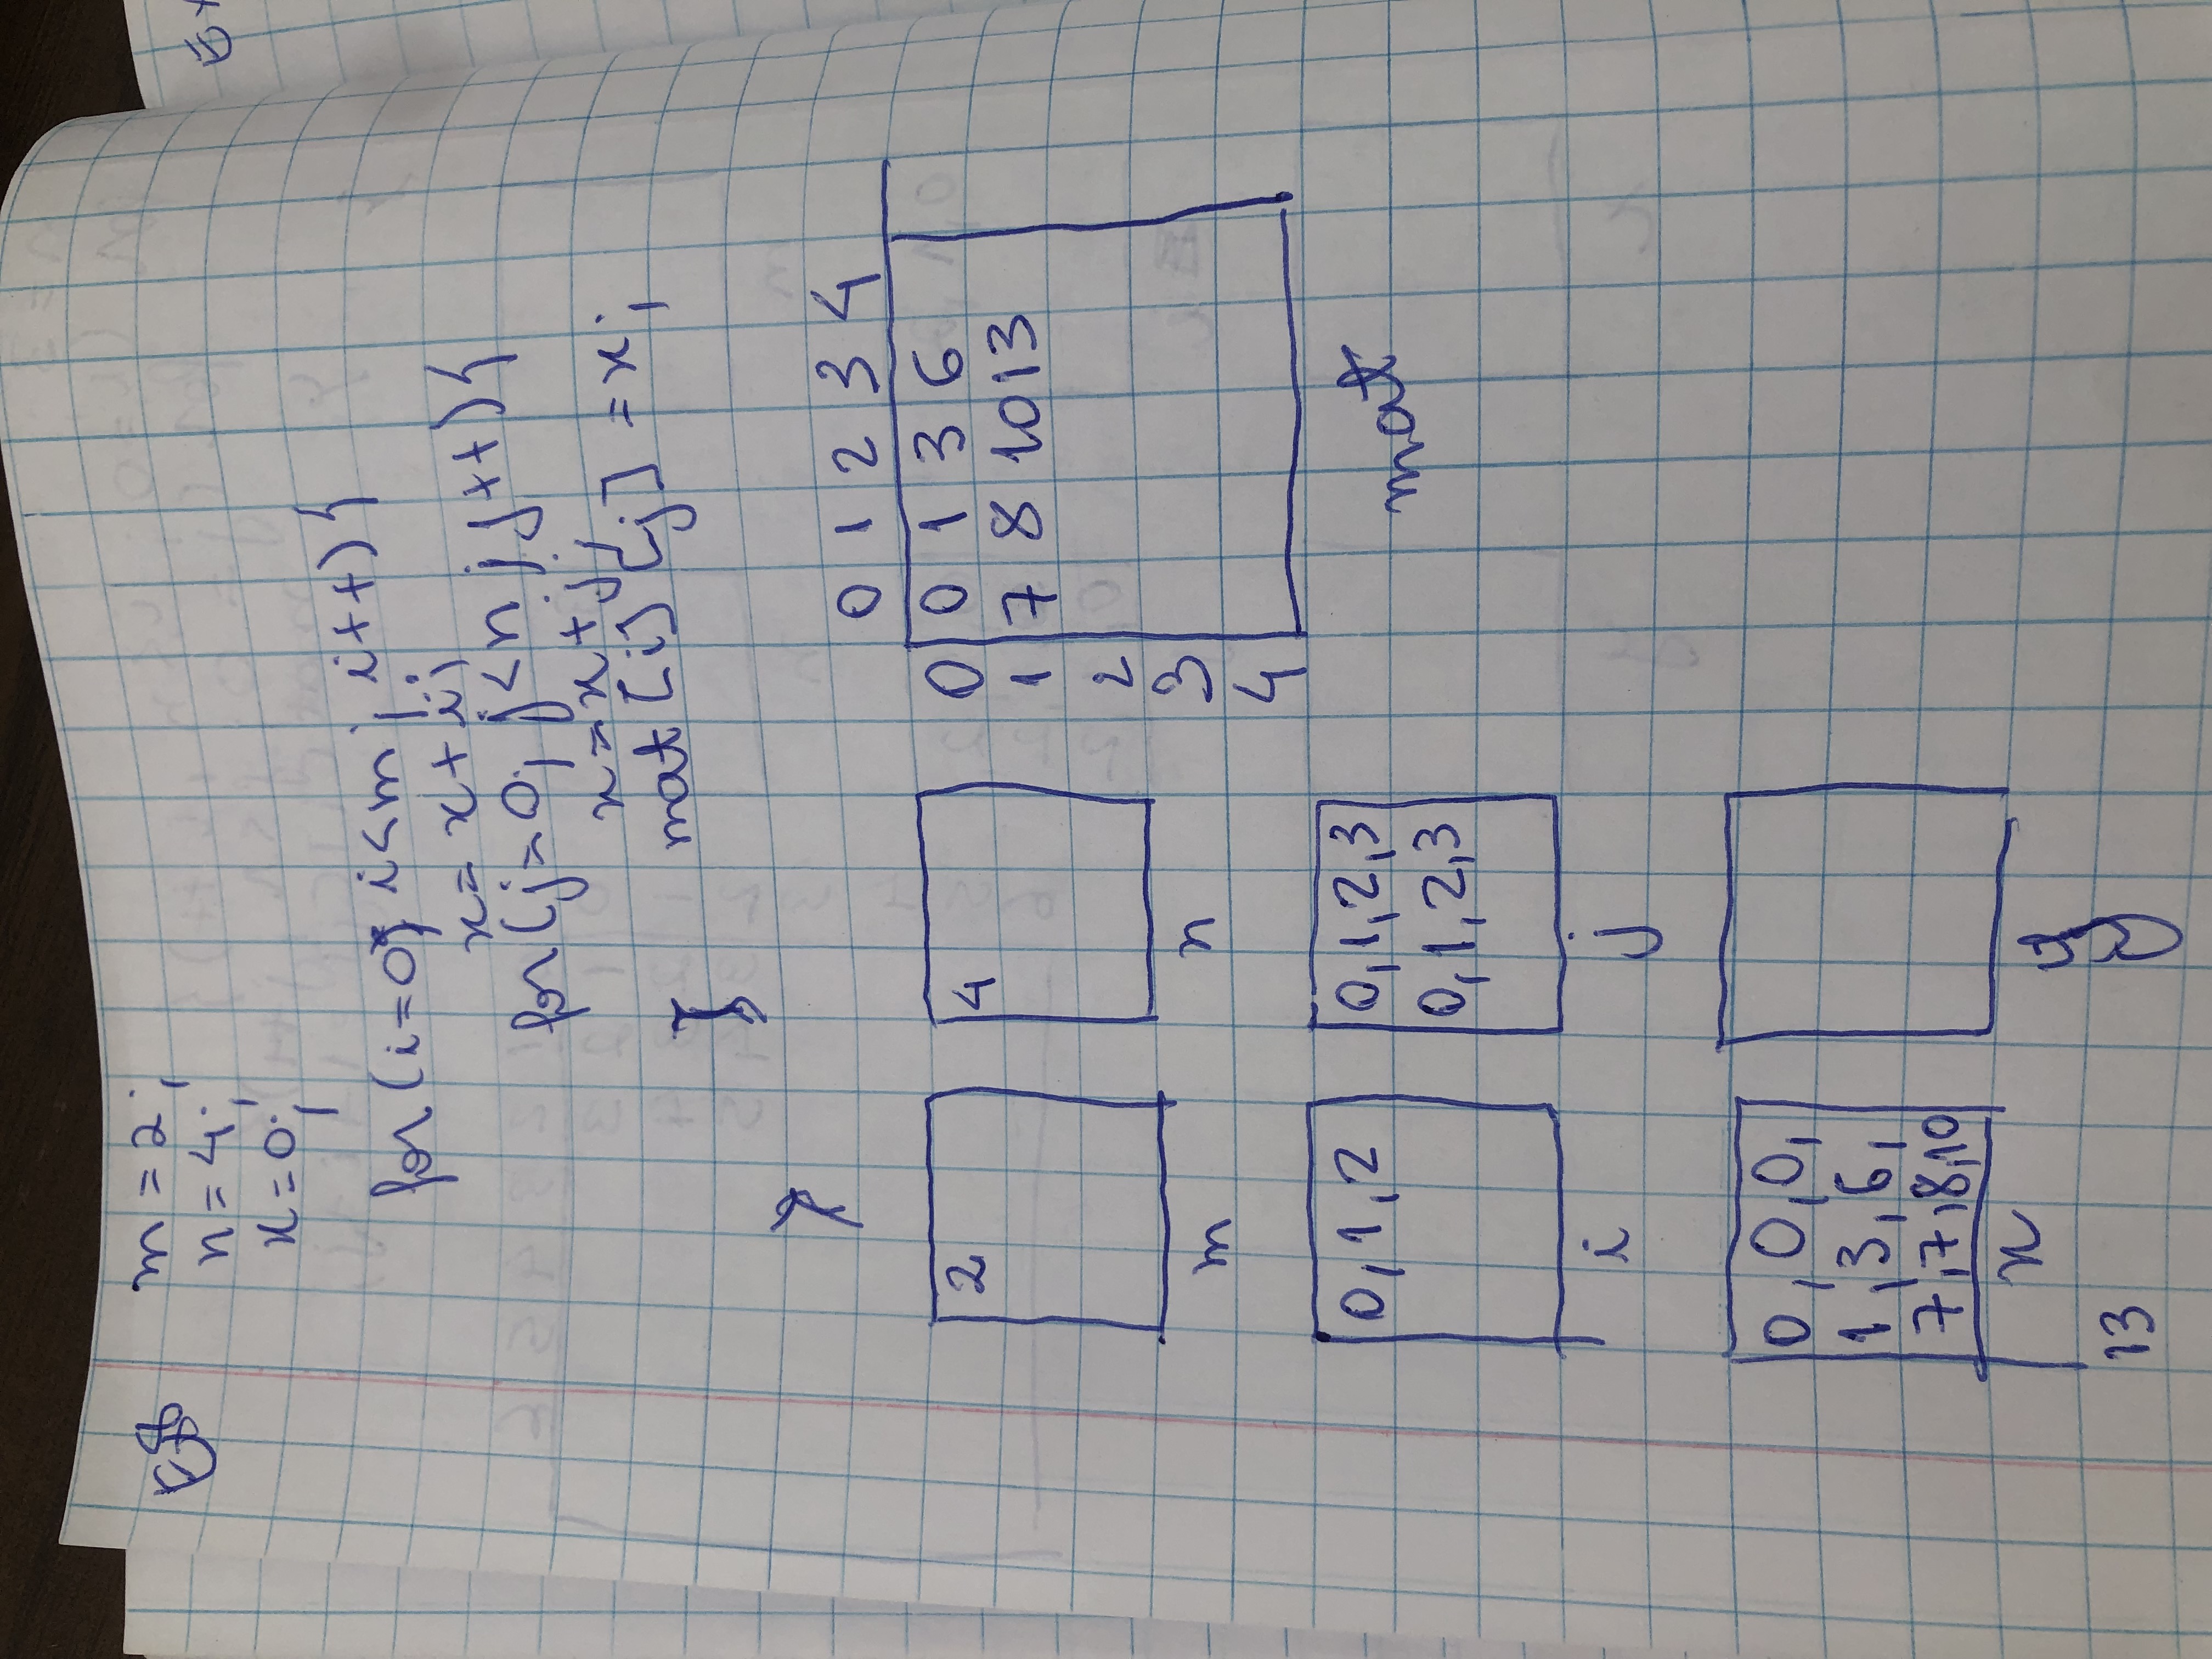 Ex8
m = 2;
n = 4;
x = 0;
for (i=0; i<m; i++) {
x = x + i;
for (j=0; j<n; j++) {
x = x + j;
mat [i] [j] = x;
}
}
0 1 2 3 4
0 0 1 3 6
1 7 8 10 13
2
3
4
mat
2
m
4
n
0, 1, 2
i
0, 1, 2, 3
0, 1, 2, 3
j
0, 0, 0,
1, 3, 6,
7, 7, 8, 10
x
13
y